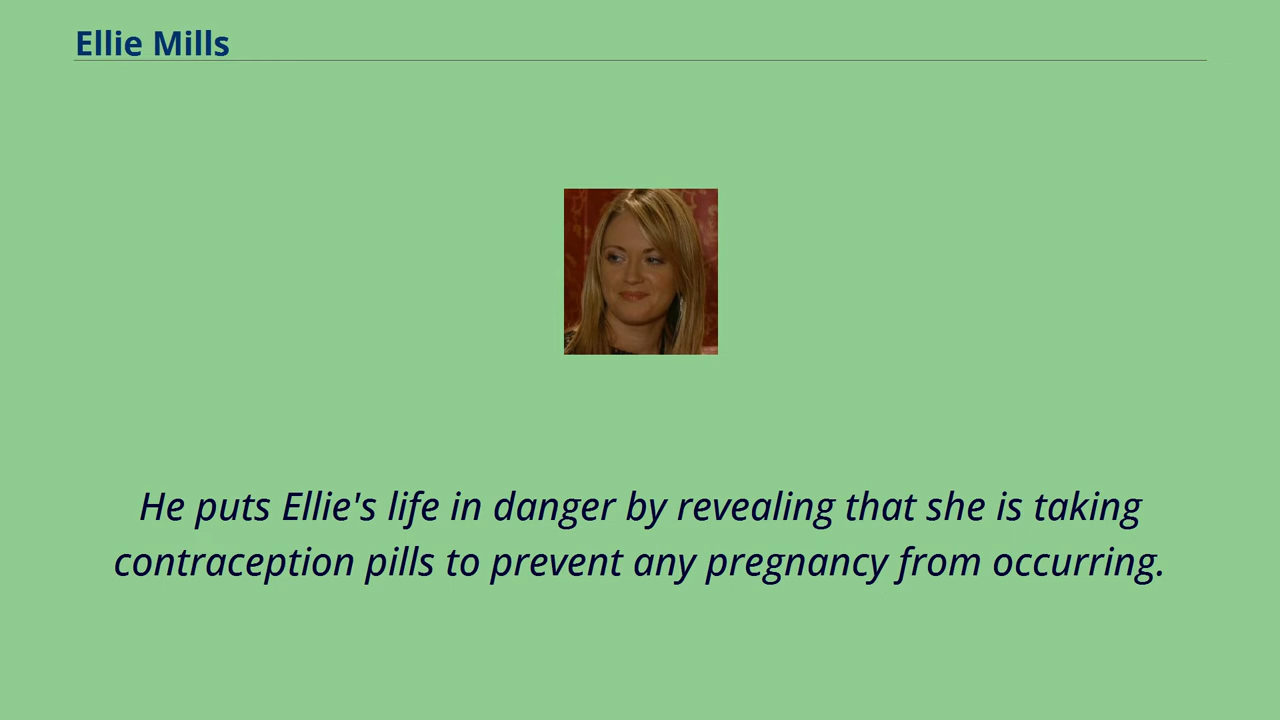 Ellie Mills
He puts Ellie's life in danger by revealing that she is taking
contraception pills to prevent any pregnancy from occurring.